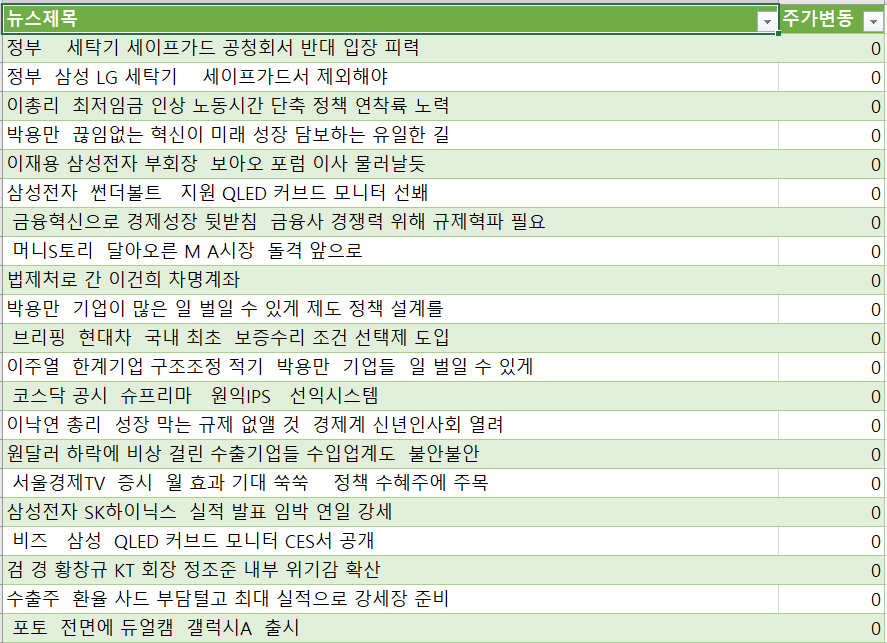 뉴스제목 주가변동
정부 세탁기 세이프가드 공청회서 반대 입장 피력 0
정부 삼성 LG 세탁기 세이프가드서 제외해야 0
이총리 최저임금 인상 노동시간 단축 정책 연착륙 노력 0
박용만 끊임없는 혁신이 미래 성장 담보하는 유일한 길 0
이재용 삼성전자 부회장 보아오 포럼 이사 물러날듯 0
삼성전자 썬더볼트 지원 QLED 커브드 모니터 선봬 0
금융혁신으로 경제성장 뒷받침 금융사 경쟁력 위해 규제혁파 필요 0
머니S토리 달아오른 M A시장 돌격 앞으로 0
법제처로 간 이건희 차명계좌 0
박용만 기업이 많은 일 벌일 수 있게 제도 정책 설계를 0
브리핑 현대차 국내 최초 보증수리 조건 선택제 도입 0
이주열 한계기업 구조조정 적기 박용만 기업들 일 벌일 수 있게 0
코스닥 공시 슈프리마 원익IPS 선익시스템 0
이낙연 총리 성장 막는 규제 없앨 것 경제계 신년인사회 열려 0
원달러 하락에 비상 걸린 수출기업들 수입업계도 불안불안 0
서울경제TV 증시 월 효과 기대 쑥쑥 정책 수혜주에 주목 0
삼성전자 SK하이닉스 실적 발표 임박 연일 강세 0
비즈 삼성 QLED 커브드 모니터 CES서 공개 0
검 경 황창규 KT 회장 정조준 내부 위기감 확산 0
수출주 환율 사드 부담털고 최대 실적으로 강세장 준비 0
포토 전면에 듀얼캠 갤럭시A 출시 0